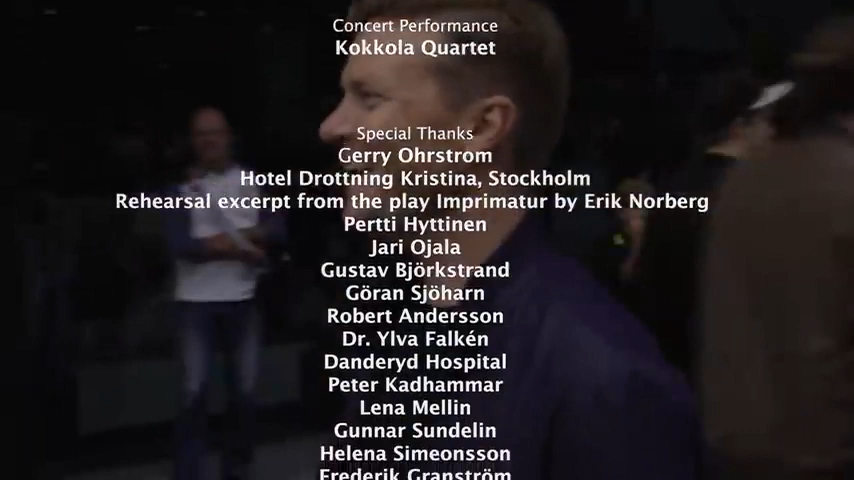 Concert Performance
Kokkola Quartet
Special Thanks
Gerry Ohrstrom
Hotel Drottning Kristina, Stockholm
Rehearsal excerpt from the play Imprimatur by Erik Norberg
Pertti Hyttinen
Jari Ojala
Gustav Björkstrand
Göran Sjöharn
Robert Andersson
Dr. Ylva Falkén
Danderyd Hospital
Peter Kadhammar
Lena Mellin
Gunnar Sundelin
Helena Simeonsson
Frederik Granström